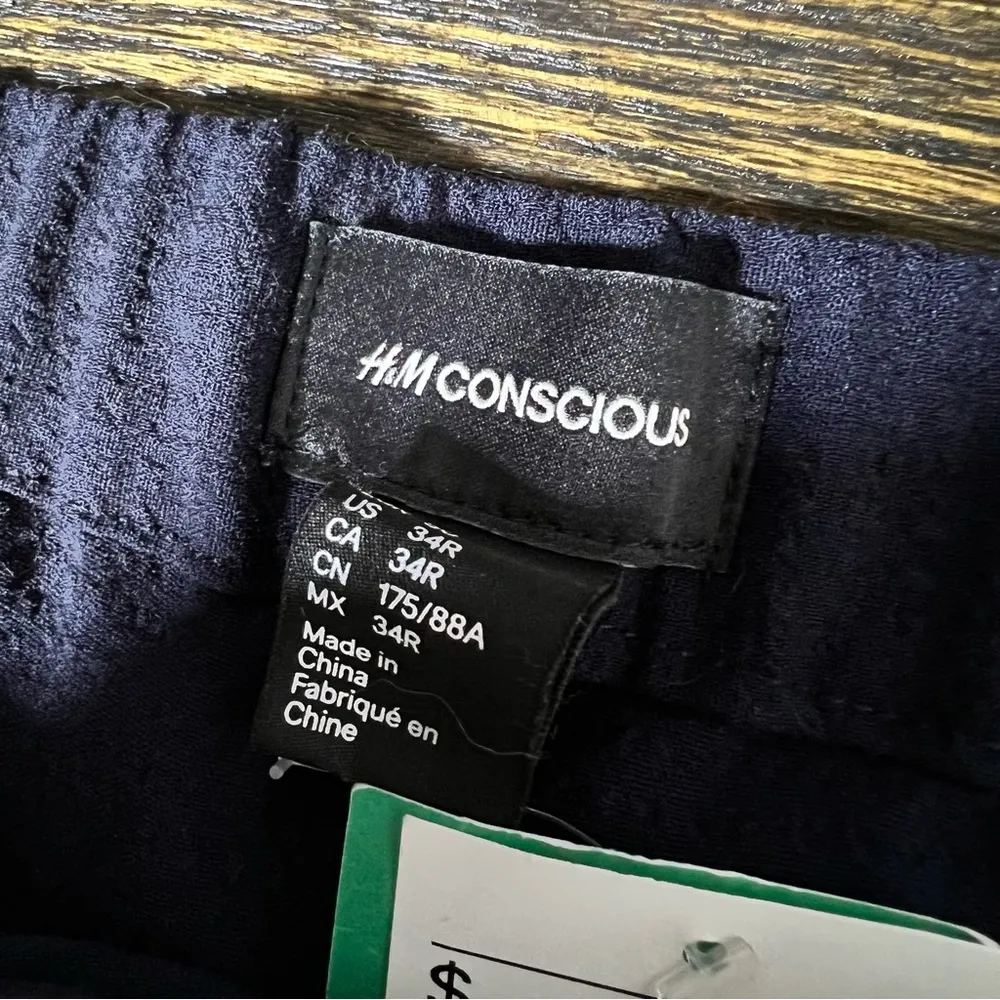 H&M CONSCIOUS
US 34R
CA 34R
CN 175/88A
MX 34R
Made in
China
Fabriqué en
Chine
$